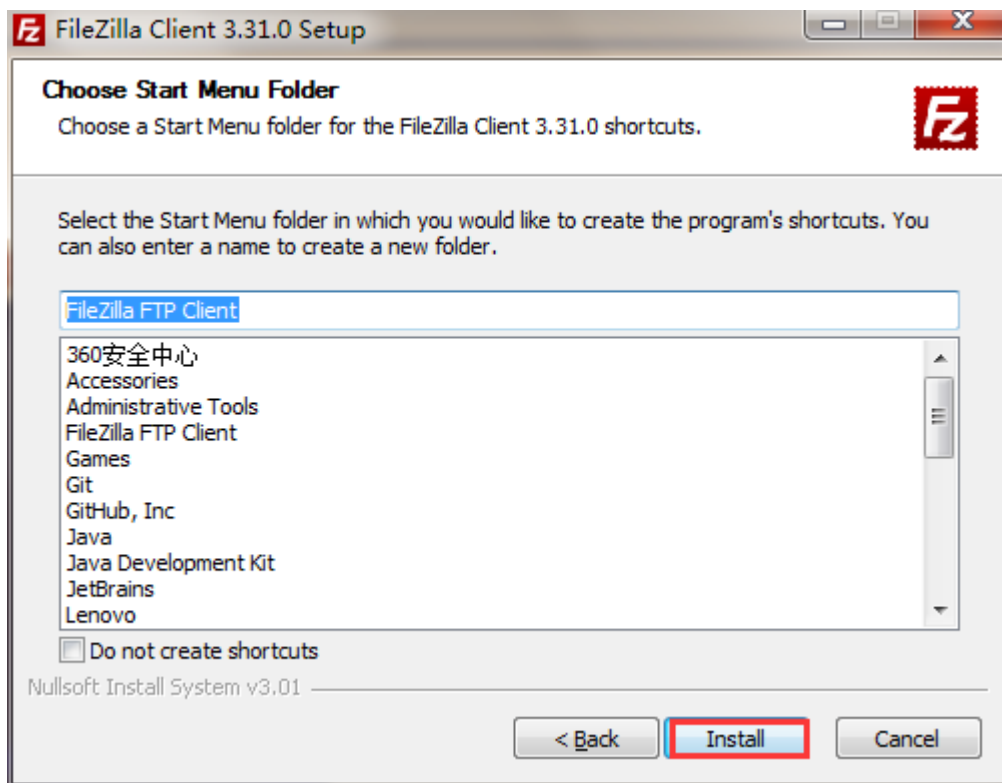 FileZilla Client 3.31.0 Setup
Choose Start Menu Folder
Choose a Start Menu folder for the FileZilla Client 3.31.0 shortcuts.
Select the Start Menu folder in which you would like to create the program's shortcuts. You
can also enter a name to create a new folder.
FileZilla FTP Client
360安全中心
Accessories
Administrative Tools
FileZilla FTP Client
Games
Git
GitHub, Inc
Java
Java Development Kit
JetBrains
Lenovo
Do not create shortcuts
Nullsoft Install System v3.01
< Back
Install
Cancel